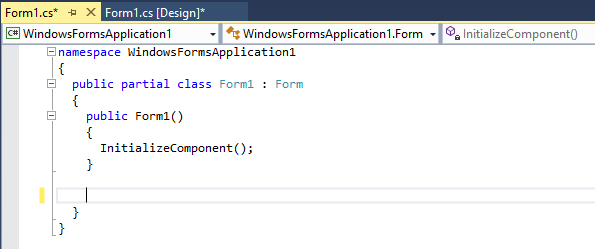 Form1.cs* Form1.cs [Design]*
C# WindowsFormsApplication1 WindowsFormsApplication1.Form InitializeComponent()
namespace WindowsFormsApplication1
{
public partial class Form1 : Form
{
public Form1()
{
InitializeComponent();
}
}
}